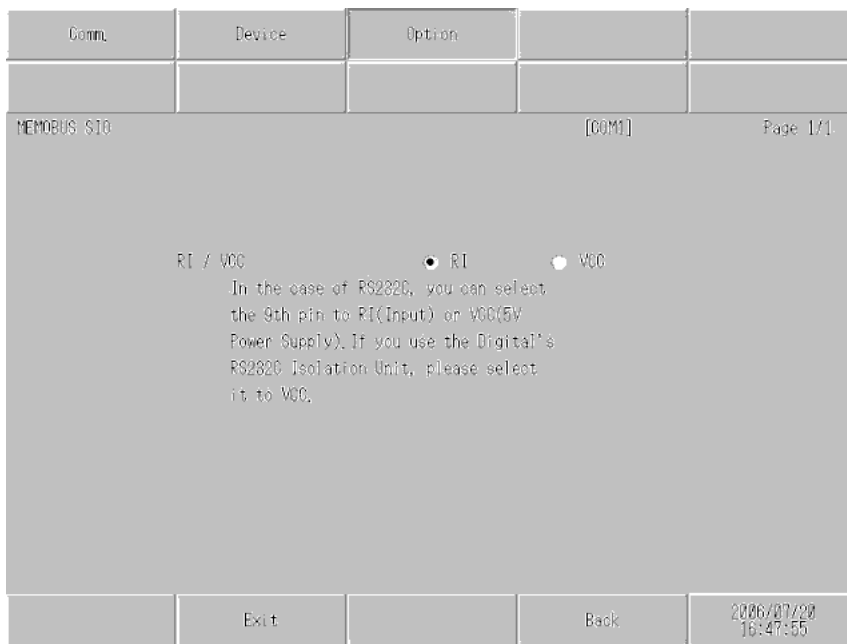 Comm. Device Option
MEMOBUS SIO [COM1] Page 1/1
RI / VCC RI VCC
In the case of RS232C, you can select
the 9th pin to RI(Input) or VCC(5V
Power Supply).If you use the Digital's
RS232C Isolation Unit, please select
it to VCC.
Exit Back 2006/07/20
16:47:55